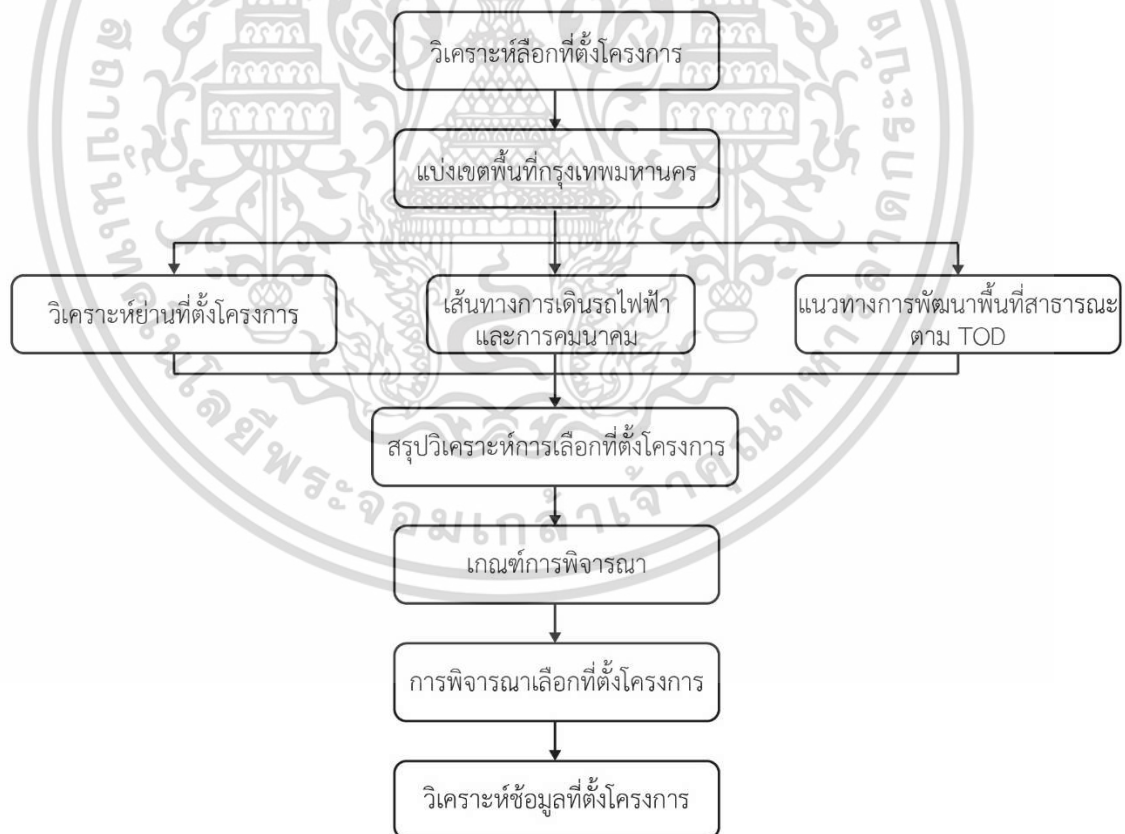 วิเคราะห์ลือกที่ตั้งโครงการ
แบ่งเขตพื้นที่กรุงเทพมหานคร
วิเคราะห์ย่านที่ตั้งโครงการ
เส้นทางการเดินรถไฟฟ้า
และการคมนาคม
แนวทางการพัฒนาพื้นที่สาธารณะ
ตาม TOD
สรุปวิเคราะห์การเลือกที่ตั้งโครงการ
เกณฑ์การพิจารณา
การพิจารณาเลือกที่ตั้งโครงการ
วิเคราะห์ช้อมูลที่ตั้งโครงการ